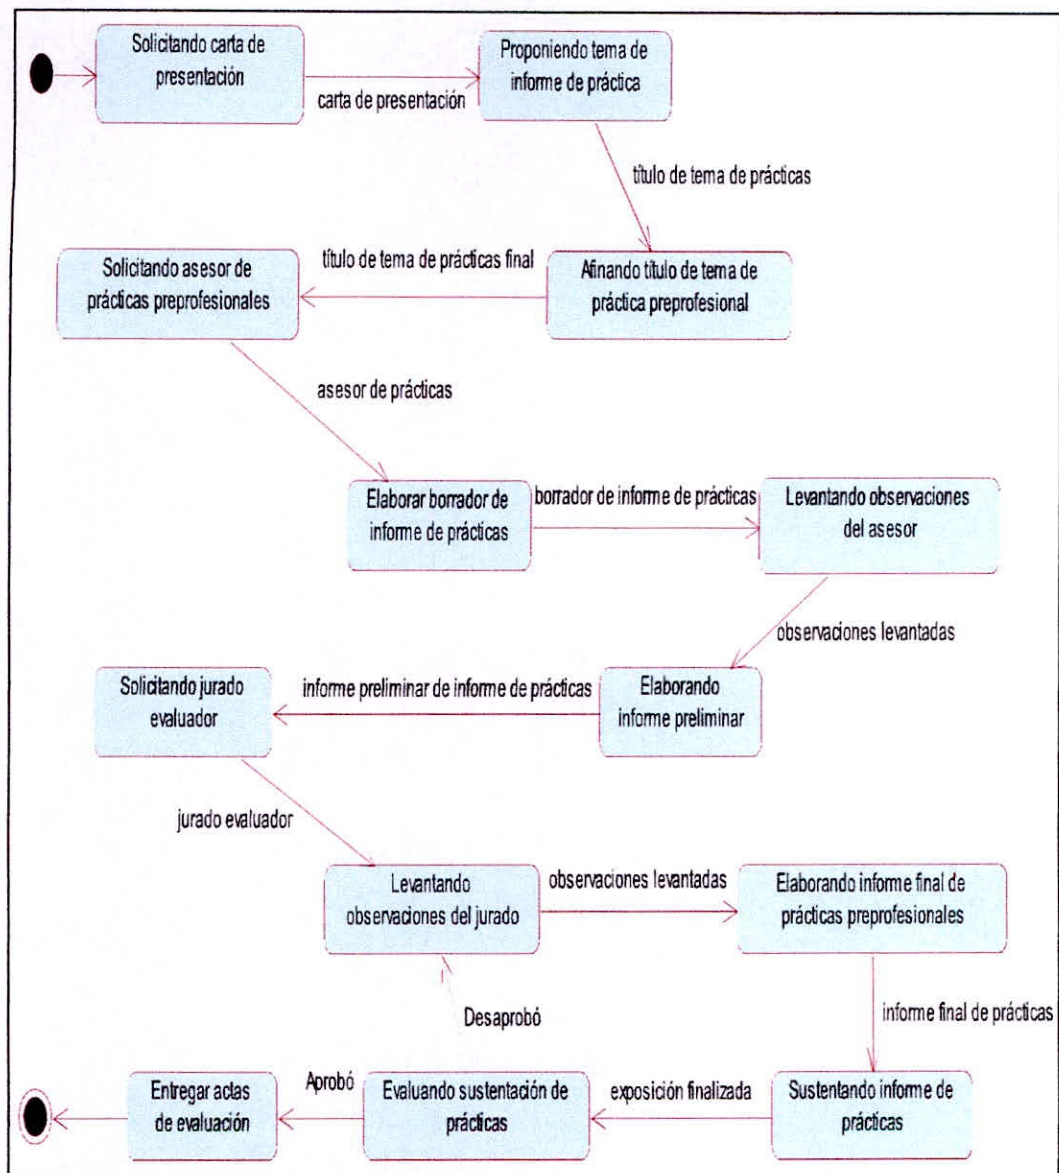 Solicitando carta de
presentación
carta de presentación
Proponiendo tema de
informe de práctica
título de tema de prácticas
Afinando título de tema de
práctica preprofesional
título de tema de prácticas final
Solicitando asesor de
prácticas preprofesionales
asesor de prácticas
Elaborar borrador de
informe de prácticas
borrador de informe de prácticas
Levantando observaciones
del asesor
observaciones levantadas
Elaborando
informe preliminar
informe preliminar de informe de prácticas
Solicitando jurado
evaluador
jurado evaluador
Levantando
observaciones del jurado
observaciones levantadas
Elaborando informe final de
prácticas preprofesionales
informe final de prácticas
Sustentando informe de
prácticas
exposición finalizada
Evaluando sustentación de
prácticas
Desaprobó
Aprobó
Entregar actas
de evaluación